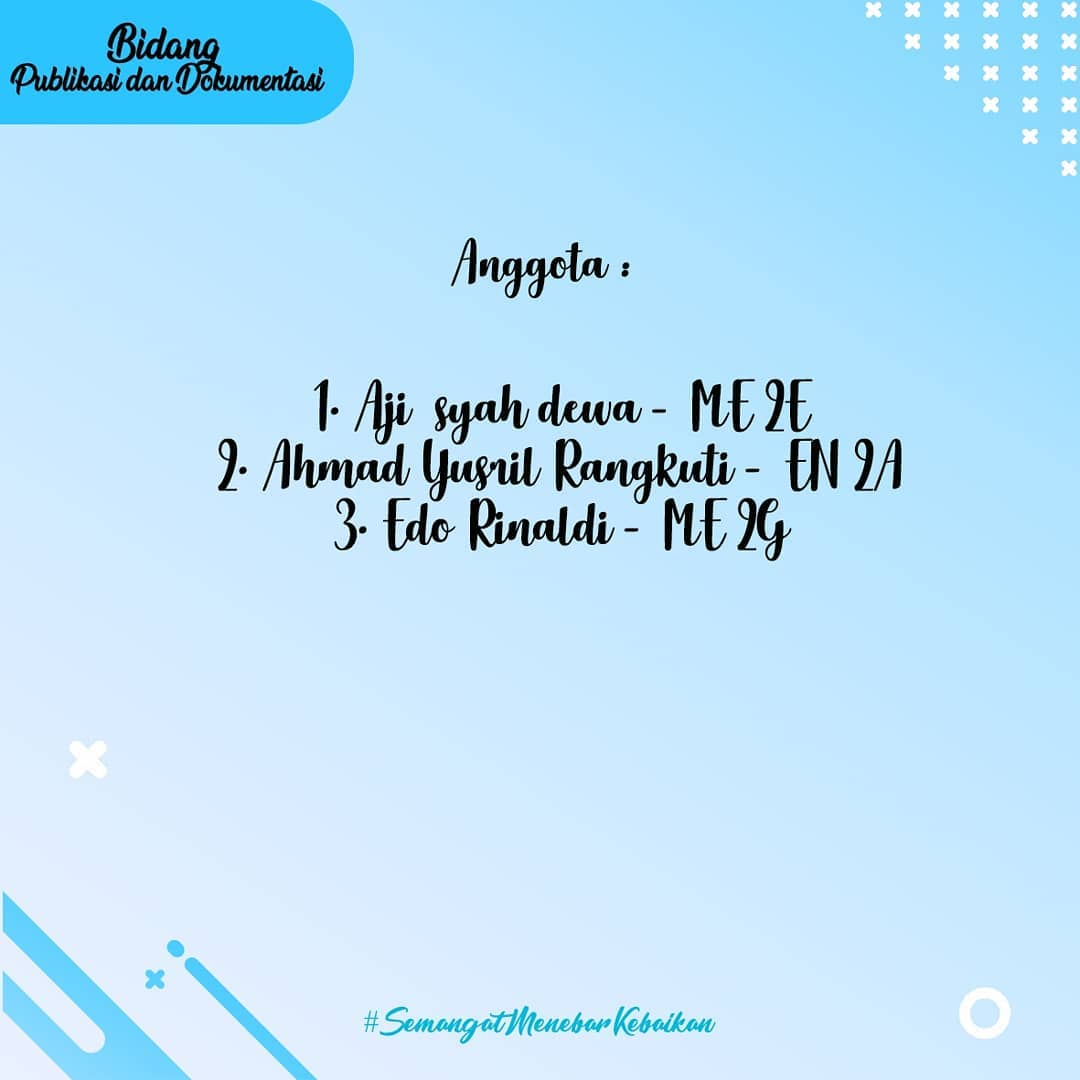 Bidang
Publikasi dan Dokumentasi
Anggota :
1. Aji syah dewa - ME 2E
2. Ahmad Yusril Rangkuti - EN 2A
3. Edo Rinaldi - ME 2G
#SemangatMenebarKebaikan